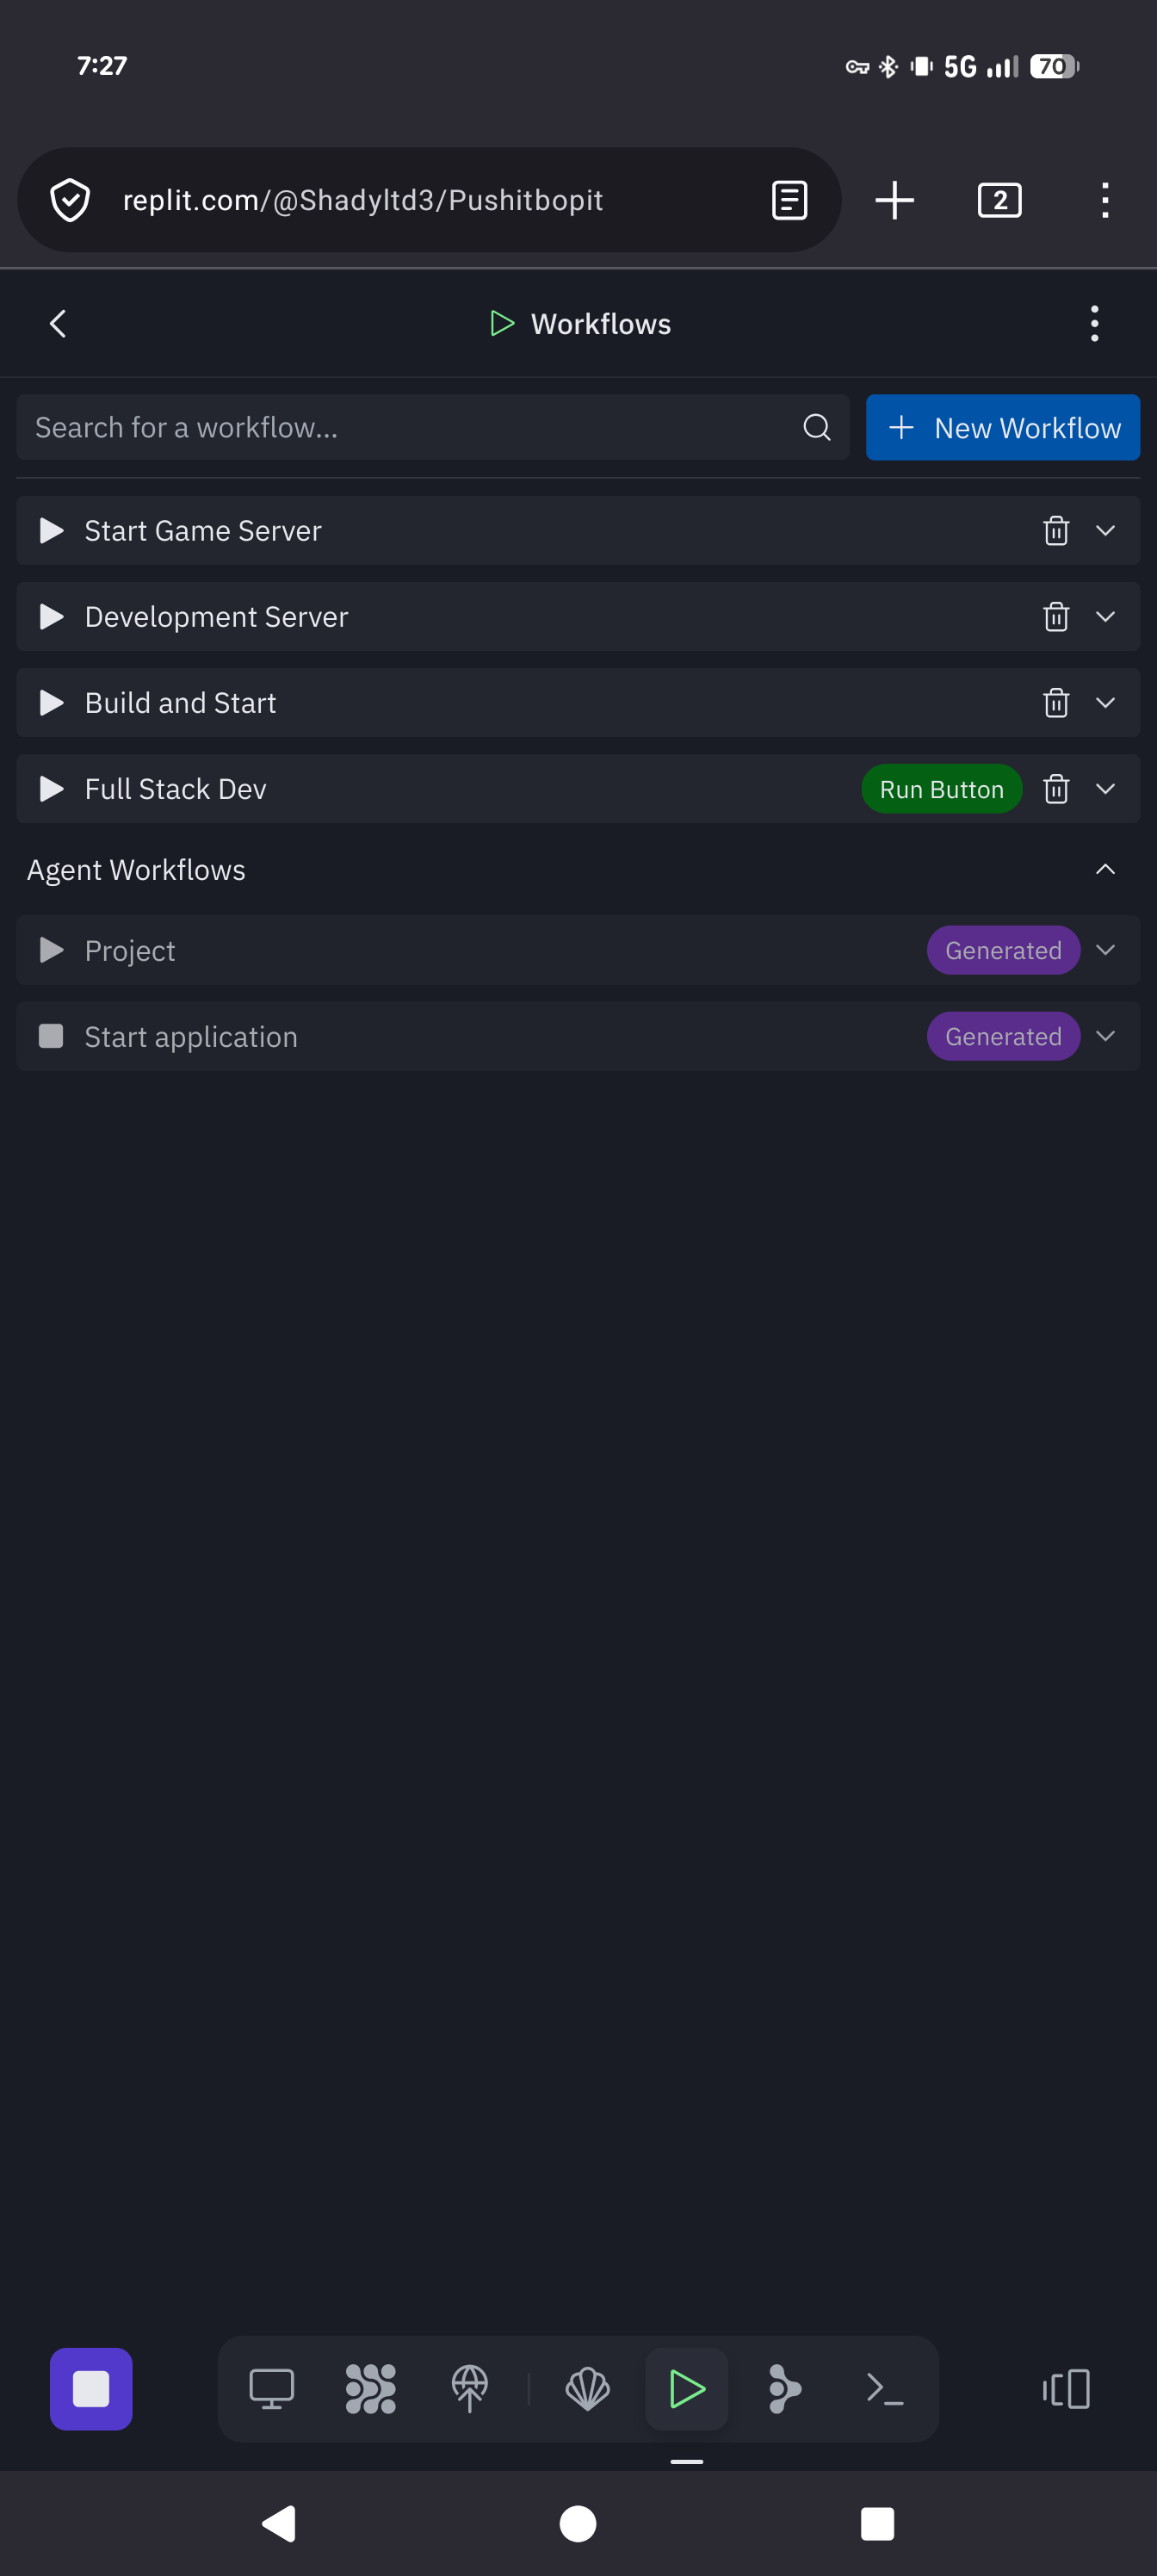 7:27
5G
70
replit.com/@Shadyltd3/Pushitbopit
2
Workflows
Search for a workflow...
New Workflow
Start Game Server
Development Server
Build and Start
Full Stack Dev
Run Button
Agent Workflows
Project
Generated
Start application
Generated